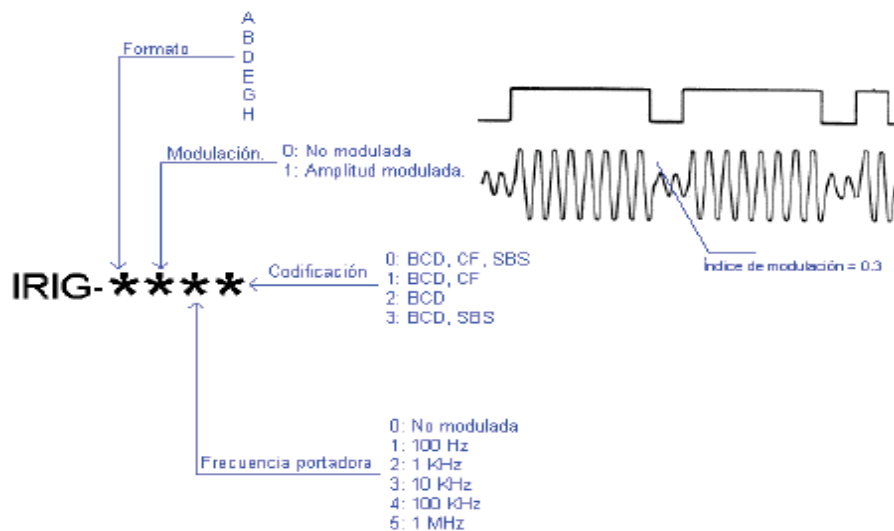 A
B
Formato
D
E
G
H
Modulación.
0: No modulada
1: Amplitud modulada.
Índice de modulación = 0.3
IRIG-****
Codificación
0: BCD, CF, SBS
1: BCD, CF
2: BCD
3: BCD, SBS
Frecuencia portadora
0: No modulada
1: 100 Hz
2: 1 KHz
3: 10 KHz
4: 100 KHz
5: 1 MHz